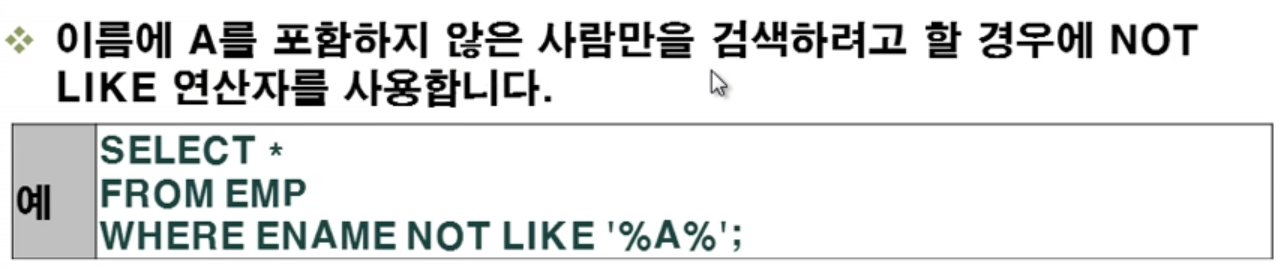 이름에 A를 포함하지 않은 사람만을 검색하려고 할 경우에 NOT
LIKE 연산자를 사용합니다.
예
SELECT *
FROM EMP
WHERE ENAME NOT LIKE '%A%';